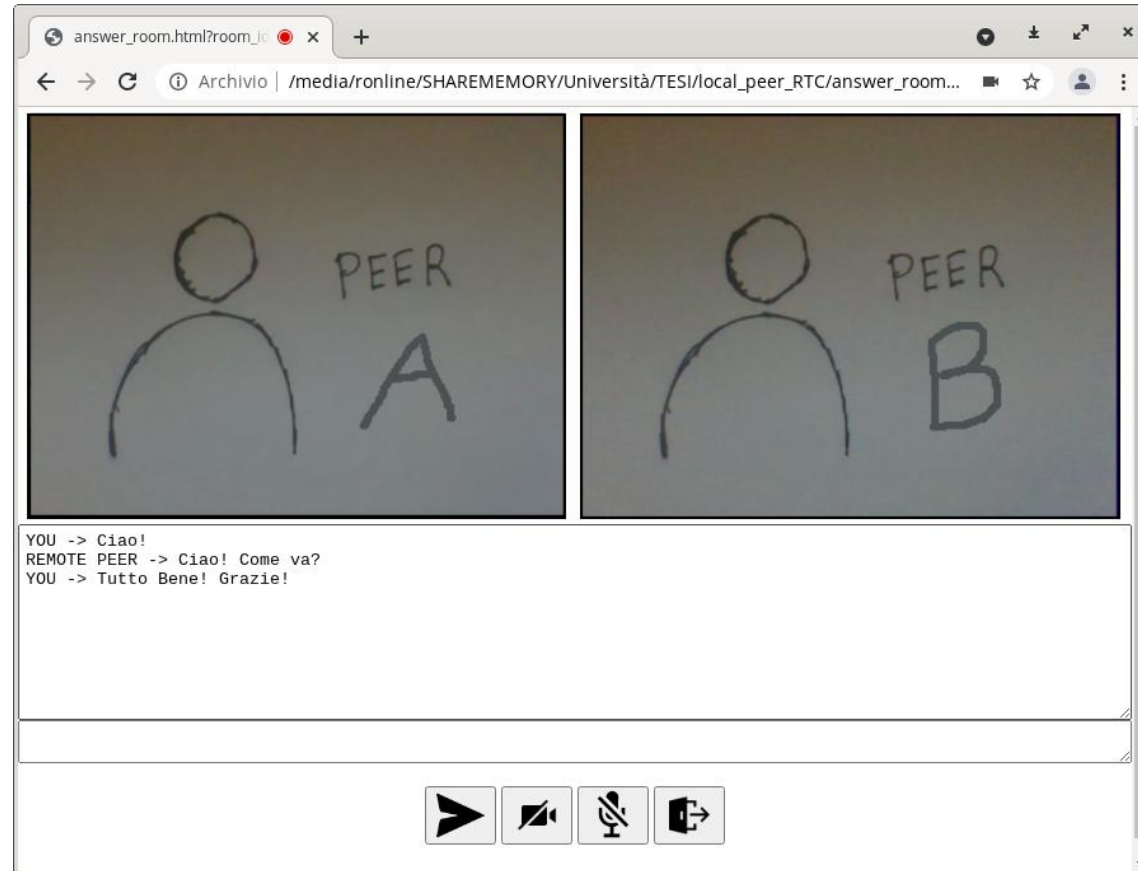 answer_room.html?room_id
Archivio | /media/ronline/SHAREMEMORY/Università/TESI/local_peer_RTC/answer_room...
PEER
A
PEER
B
YOU -> Ciao!
REMOTE PEER -> Ciao! Come va?
YOU -> Tutto Bene! Grazie!